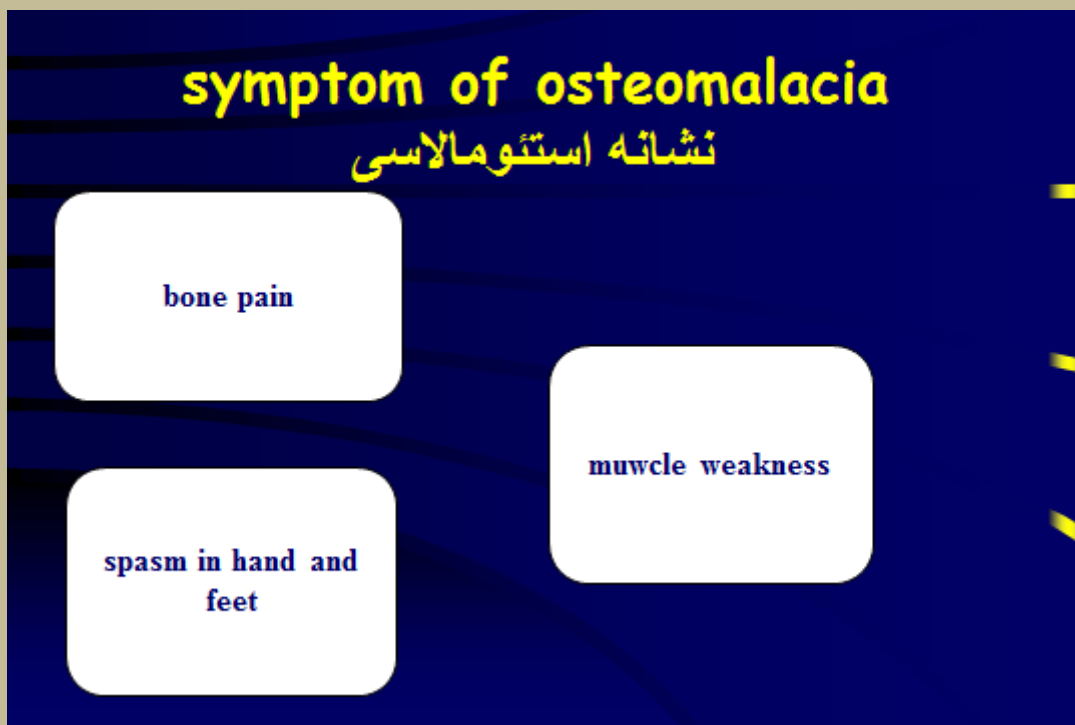 symptom of osteomalacia
نشانه استئومالاسی
bone pain
muwcle weakness
spasm in hand and
feet